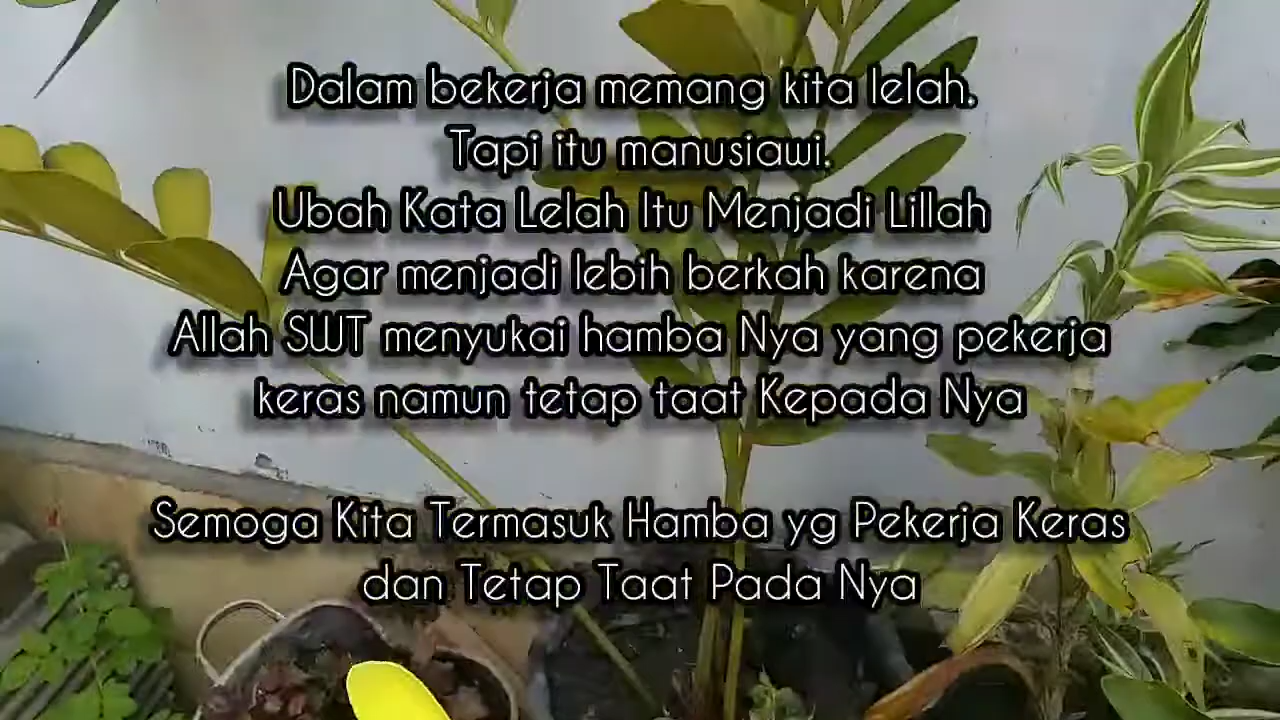 Dalam bekerja memang kita lelah.
Tapi itu manusiawi.
Ubah Kata Lelah Itu Menjadi Lillah
Agar menjadi lebih berkah karena
Allah SWT menyukai hamba Nya yang pekerja
keras namun tetap taat Kepada Nya
Semoga Kita Termasuk Hamba yg Pekerja Keras
dan Tetap Taat Pada Nya